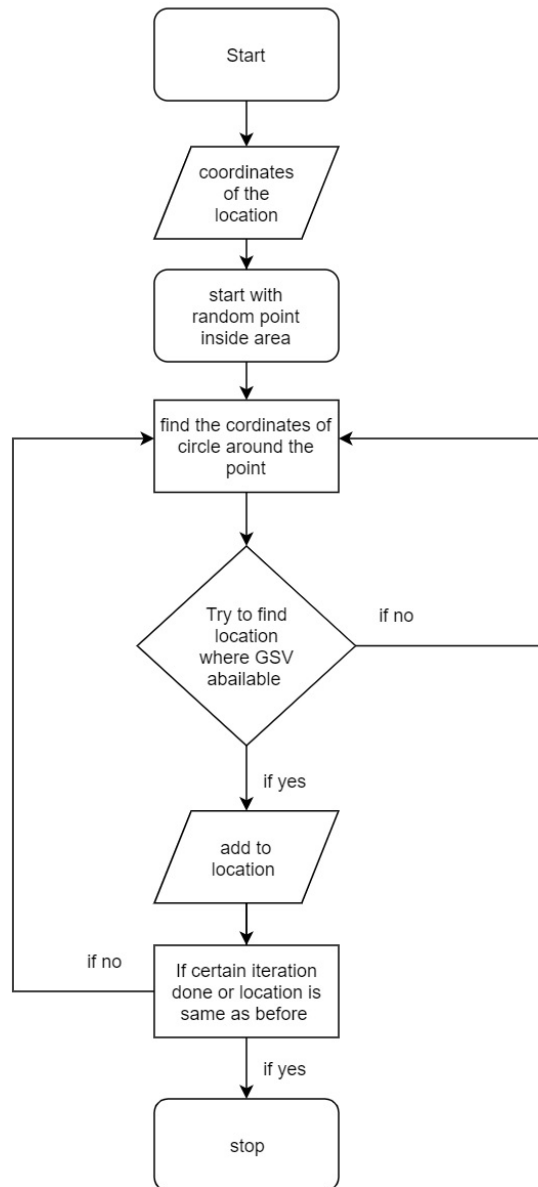 Start
coordinates
of the
location
start with
random point
inside area
find the cordinates of
circle around the
point
Try to find
location
where GSV
abailable
if no
if yes
add to
location
if no
If certain iteration
done or location is
same as before
if yes
stop